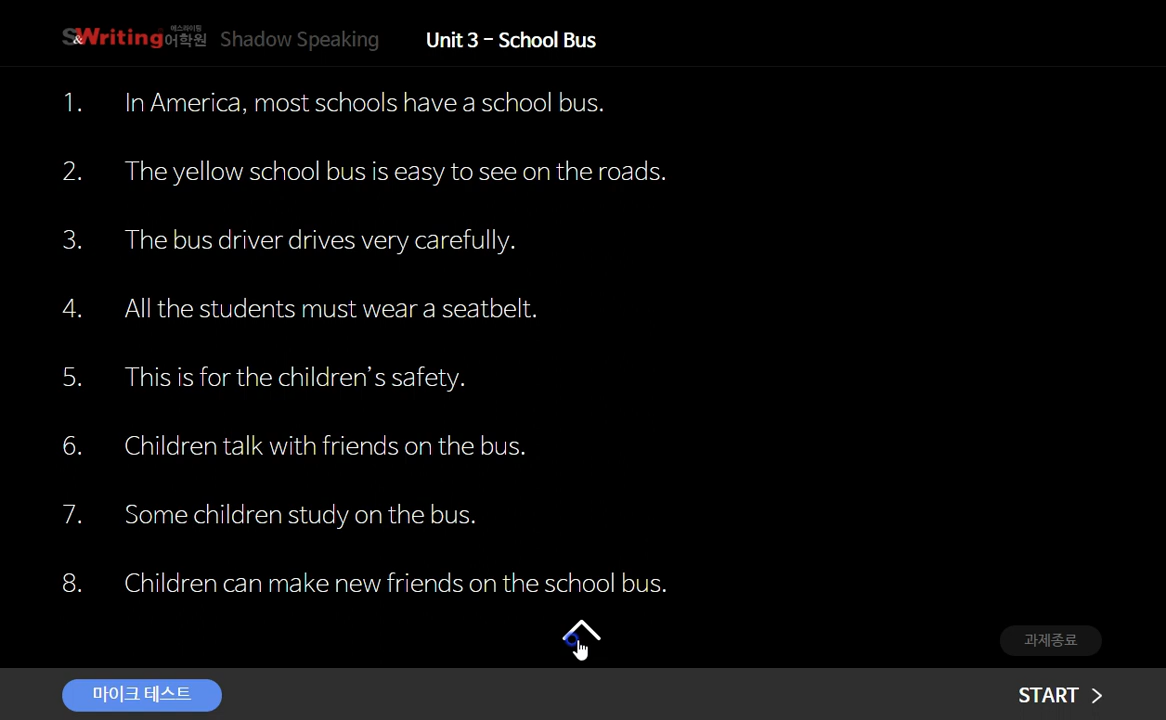 S&Writing 에스라이팅 어학원 Shadow Speaking Unit 3 – School Bus
1. In America, most schools have a school bus.
2. The yellow school bus is easy to see on the roads.
3. The bus driver drives very carefully.
4. All the students must wear a seatbelt.
5. This is for the children’s safety.
6. Children talk with friends on the bus.
7. Some children study on the bus.
8. Children can make new friends on the school bus.
과제종료
마이크 테스트 START >